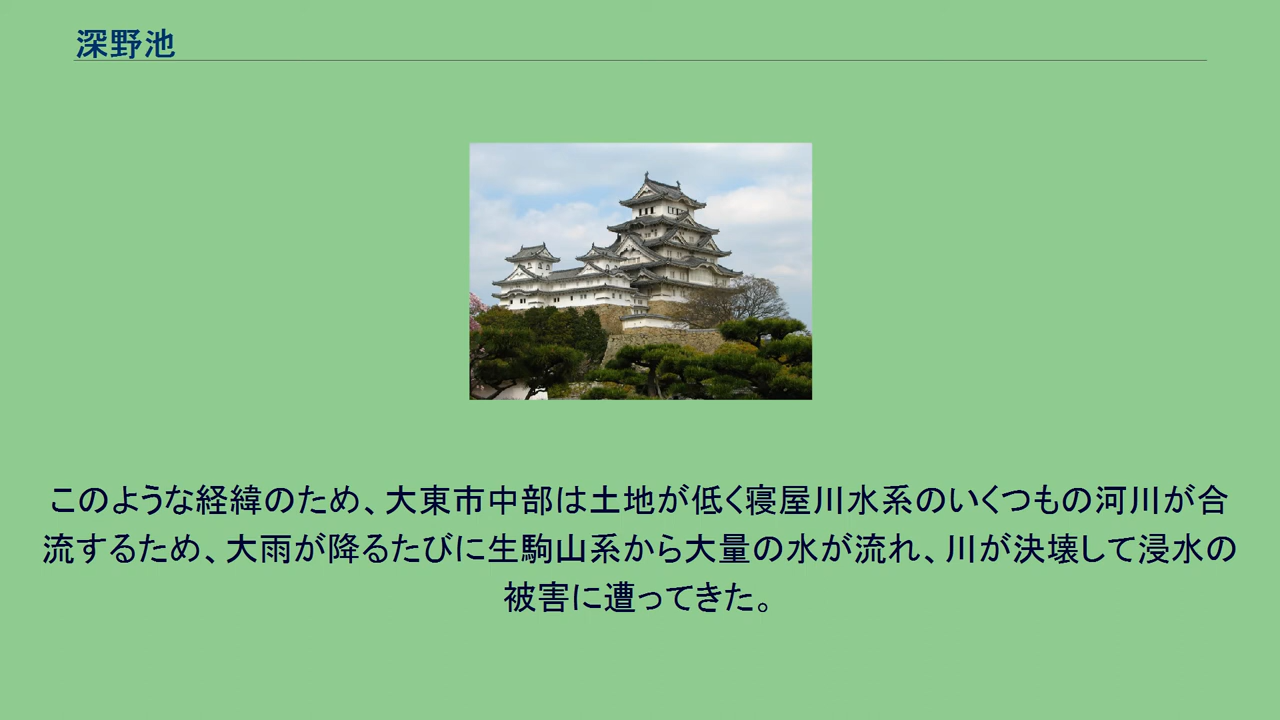 深野池
このような経緯のため、大東市中部は土地が低く寝屋川水系のいくつもの河川が合
流するため、大雨が降るたびに生駒山系から大量の水が流れ、川が決壊して浸水の
被害に遭ってきた。